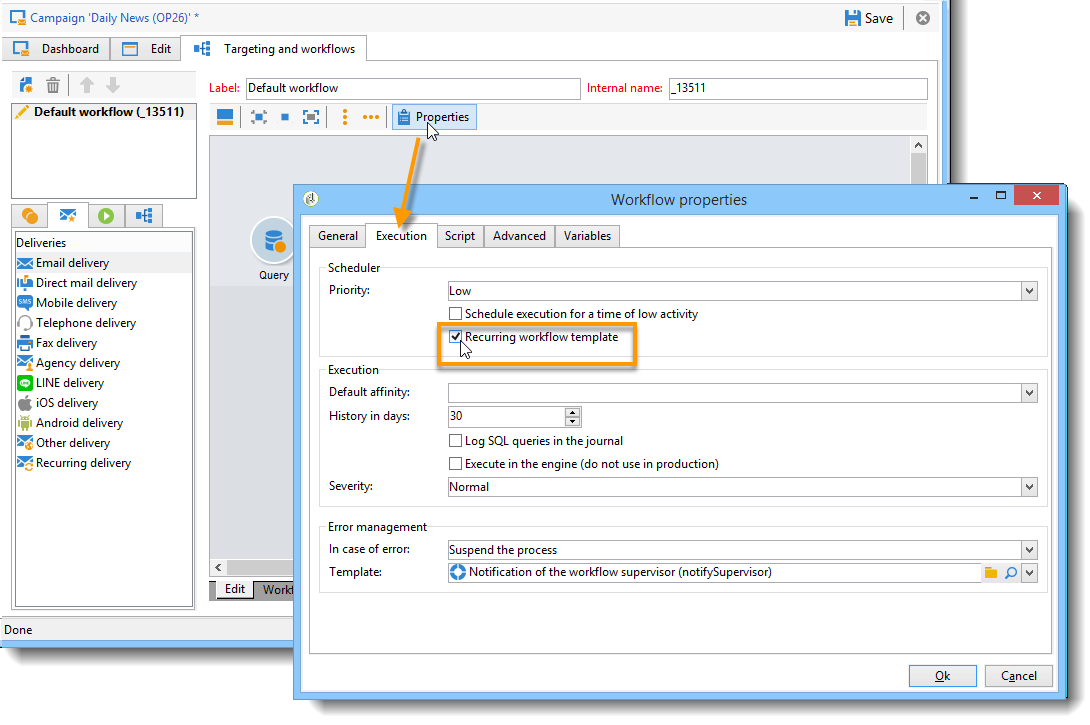 Campaign 'Daily News (OP26)' *
Save
Dashboard
Edit
Targeting and workflows
Label: Default workflow
Internal name: _13511
Default workflow (_13511)
Properties
Query
Deliveries
Email delivery
Direct mail delivery
SMS
Mobile delivery
Telephone delivery
Fax delivery
Agency delivery
LINE delivery
iOS delivery
Android delivery
Other delivery
Recurring delivery
Edit
Workf
Done
Workflow properties
General
Execution
Script
Advanced
Variables
Scheduler
Priority: Low
Schedule execution for a time of low activity
Recurring workflow template
Execution
Default affinity:
History in days: 30
Log SQL queries in the journal
Execute in the engine (do not use in production)
Severity: Normal
Error management
In case of error: Suspend the process
Template: Notification of the workflow supervisor (notifySupervisor)
Ok
Cancel